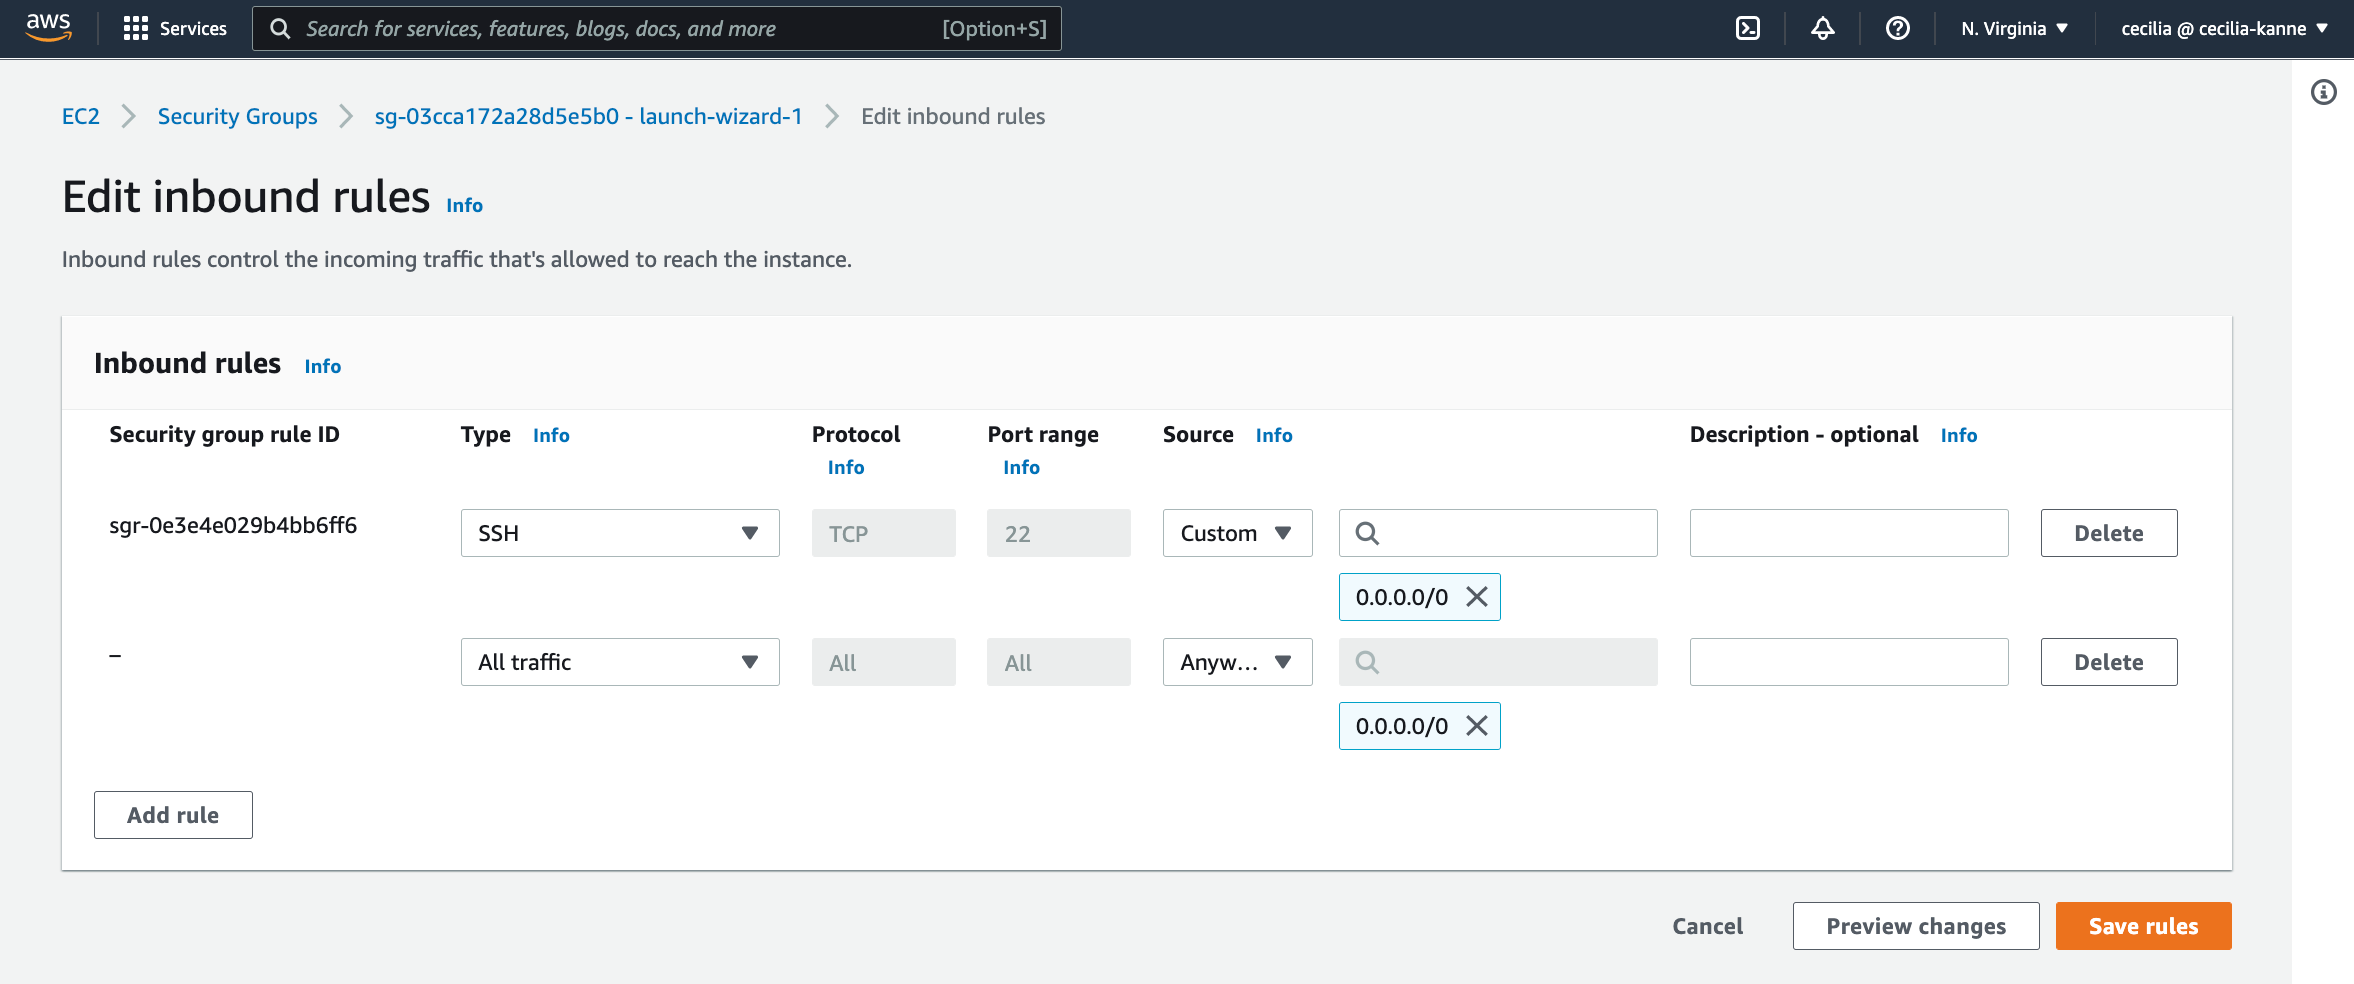 aws Services Search for services, features, blogs, docs, and more [Option+S] N. Virginia cecilia @ cecilia-kanne
EC2 Security Groups sg-03cca172a28d5e5b0 - launch-wizard-1 Edit inbound rules
Edit inbound rules Info
Inbound rules control the incoming traffic that's allowed to reach the instance.
Inbound rules Info
Security group rule ID Type Info Protocol Port range Source Info Description - optional Info
Info Info
sgr-0e3e4e029b4bb6ff6 SSH TCP 22 Custom Delete
0.0.0.0/0
– All traffic All All Anyw... Delete
0.0.0.0/0
Add rule
Cancel Preview changes Save rules